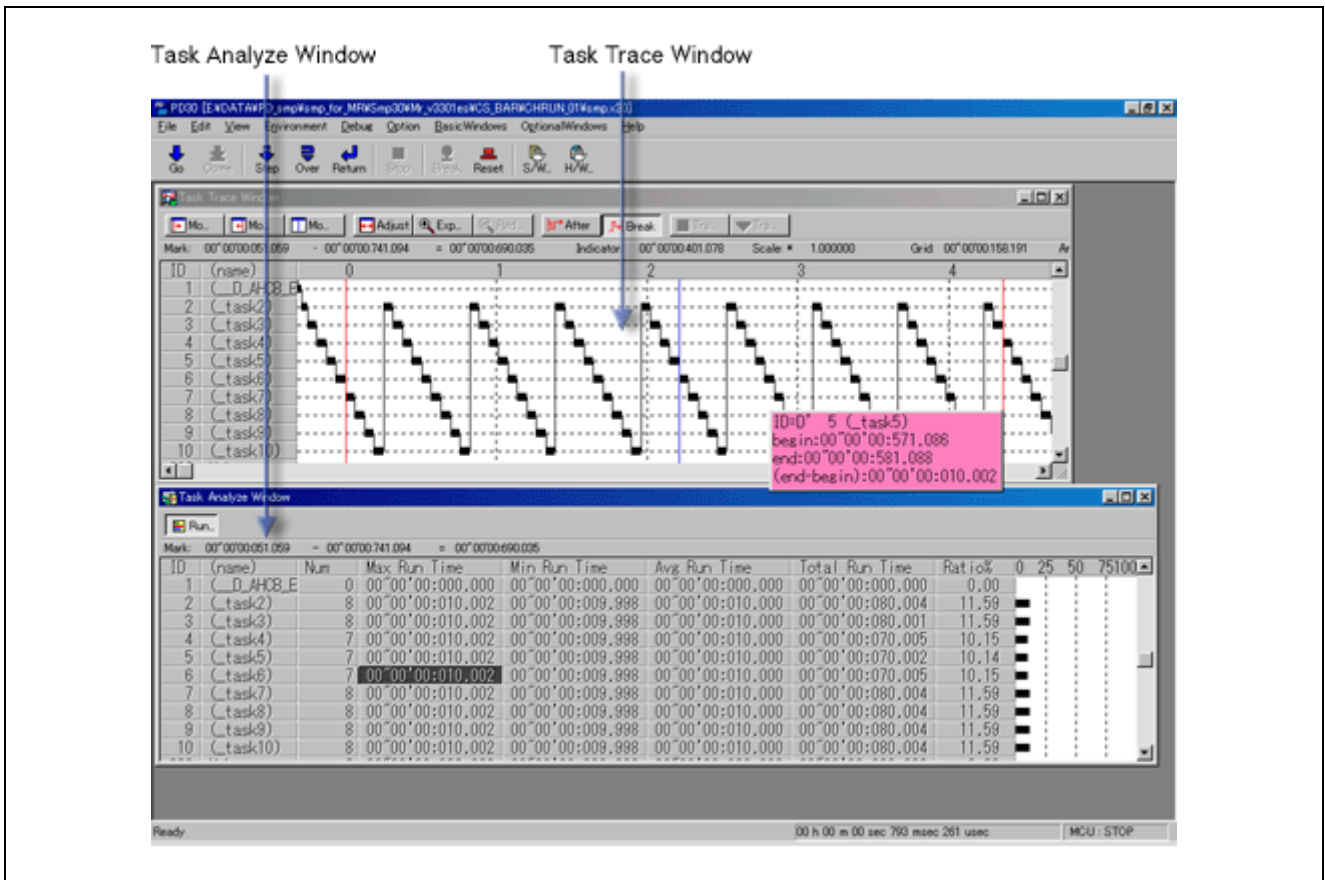 Task Analyze Window
Task Trace Window
PD30
File Edit View Environment Debug Option BasicWindows OptionalWindows Help
Go Come Step Over Return Stop Break Reset S/W.. H/W..
Task Trace Window
Mo.. Mo.. Mo.. Adjust Exp.. Red.. After Break Tra.. Tra..
Mark: 00"00'00:051.059 - 00"00'00:741.094 = 00"00'00:690.035 Indicator 00"00'00:401.078 Scale: * 1.000000 Grid 00"00'00:158.191 Ar
ID (name) 0 1 2 3 4
1 (__D_AHCB_E
2 (_task2)
3 (_task3)
4 (_task4)
5 (_task5)
6 (_task6)
7 (_task7)
8 (_task8)
9 (_task9)
10 (_task10)
ID=D' 5 (_task5)
begin:00"00'00:571.086
end:00"00'00:581.088
(end-begin):00"00'00:010.002
Task Analyze Window
Run..
Mark: 00"00'00:051.059 - 00"00'00:741.094 = 00"00'00:690.035
ID (name) Num Max Run Time Min Run Time Avg Run Time Total Run Time Ratio% 0 25 50 75100
1 (__D_AHCB_E 0 00"00'00:000.000 00"00'00:000.000 00"00'00:000.000 00"00'00:000.000 0.00
2 (_task2) 8 00"00'00:010.002 00"00'00:009.998 00"00'00:010.000 00"00'00:080.004 11.59
3 (_task3) 8 00"00'00:010.002 00"00'00:009.998 00"00'00:010.000 00"00'00:080.001 11.59
4 (_task4) 7 00"00'00:010.002 00"00'00:009.998 00"00'00:010.000 00"00'00:070.005 10.15
5 (_task5) 7 00"00'00:010.002 00"00'00:009.998 00"00'00:010.000 00"00'00:070.002 10.14
6 (_task6) 7 00"00'00:010.002 00"00'00:009.998 00"00'00:010.000 00"00'00:070.005 10.15
7 (_task7) 8 00"00'00:010.002 00"00'00:009.998 00"00'00:010.000 00"00'00:080.004 11.59
8 (_task8) 8 00"00'00:010.002 00"00'00:009.998 00"00'00:010.000 00"00'00:080.004 11.59
9 (_task9) 8 00"00'00:010.002 00"00'00:009.998 00"00'00:010.000 00"00'00:080.004 11.59
10 (_task10) 8 00"00'00:010.002 00"00'00:009.998 00"00'00:010.000 00"00'00:080.004 11.59
Ready 00 h 00 m 00 sec 793 msec 261 usec MCU : STOP